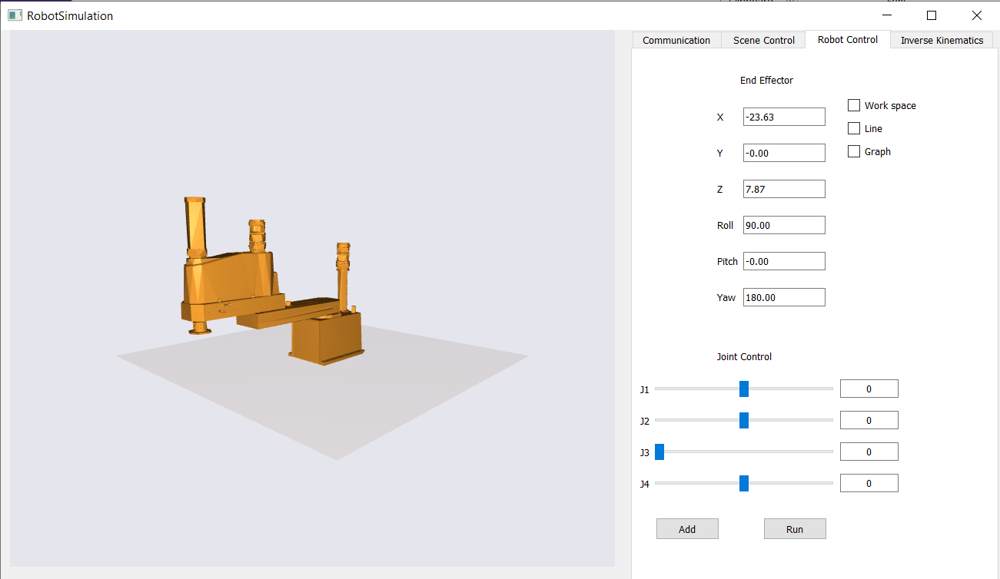 RobotSimulation
Communication
Scene Control
Robot Control
Inverse Kinematics
End Effector
X -23.63
Y -0.00
Z 7.87
Roll 90.00
Pitch -0.00
Yaw 180.00
Work space
Line
Graph
Joint Control
J1 0
J2 0
J3 0
J4 0
Add
Run